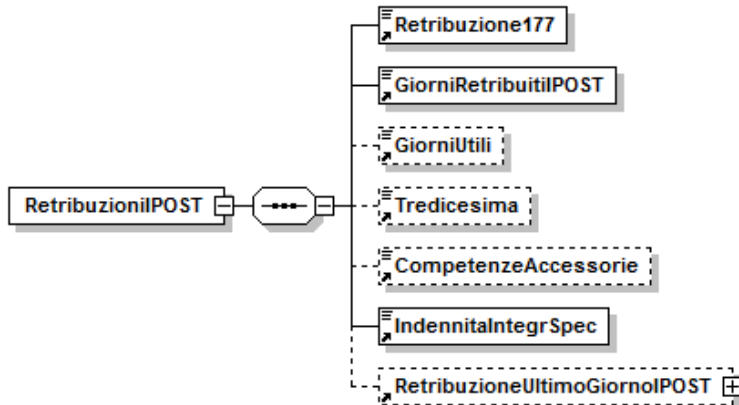 Retribuzione177
GiorniRetribuitiIPOST
GiorniUtili
RetribuzioniIPOST
Tredicesima
CompetenzeAccessorie
IndennitaIntegrSpec
RetribuzioneUltimoGiornoIPOST